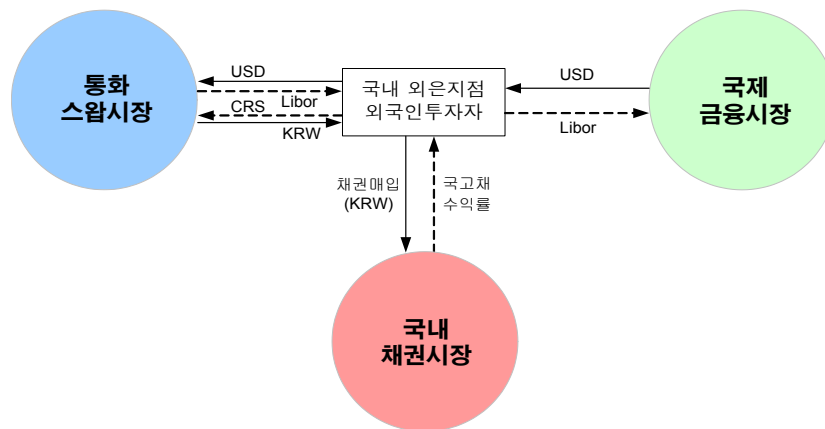 통화
스왑시장
USD
Libor
CRS
KRW
국내 외은지점
외국인투자자
USD
Libor
국제
금융시장
채권매입
(KRW)
국고채
수익률
국내
채권시장